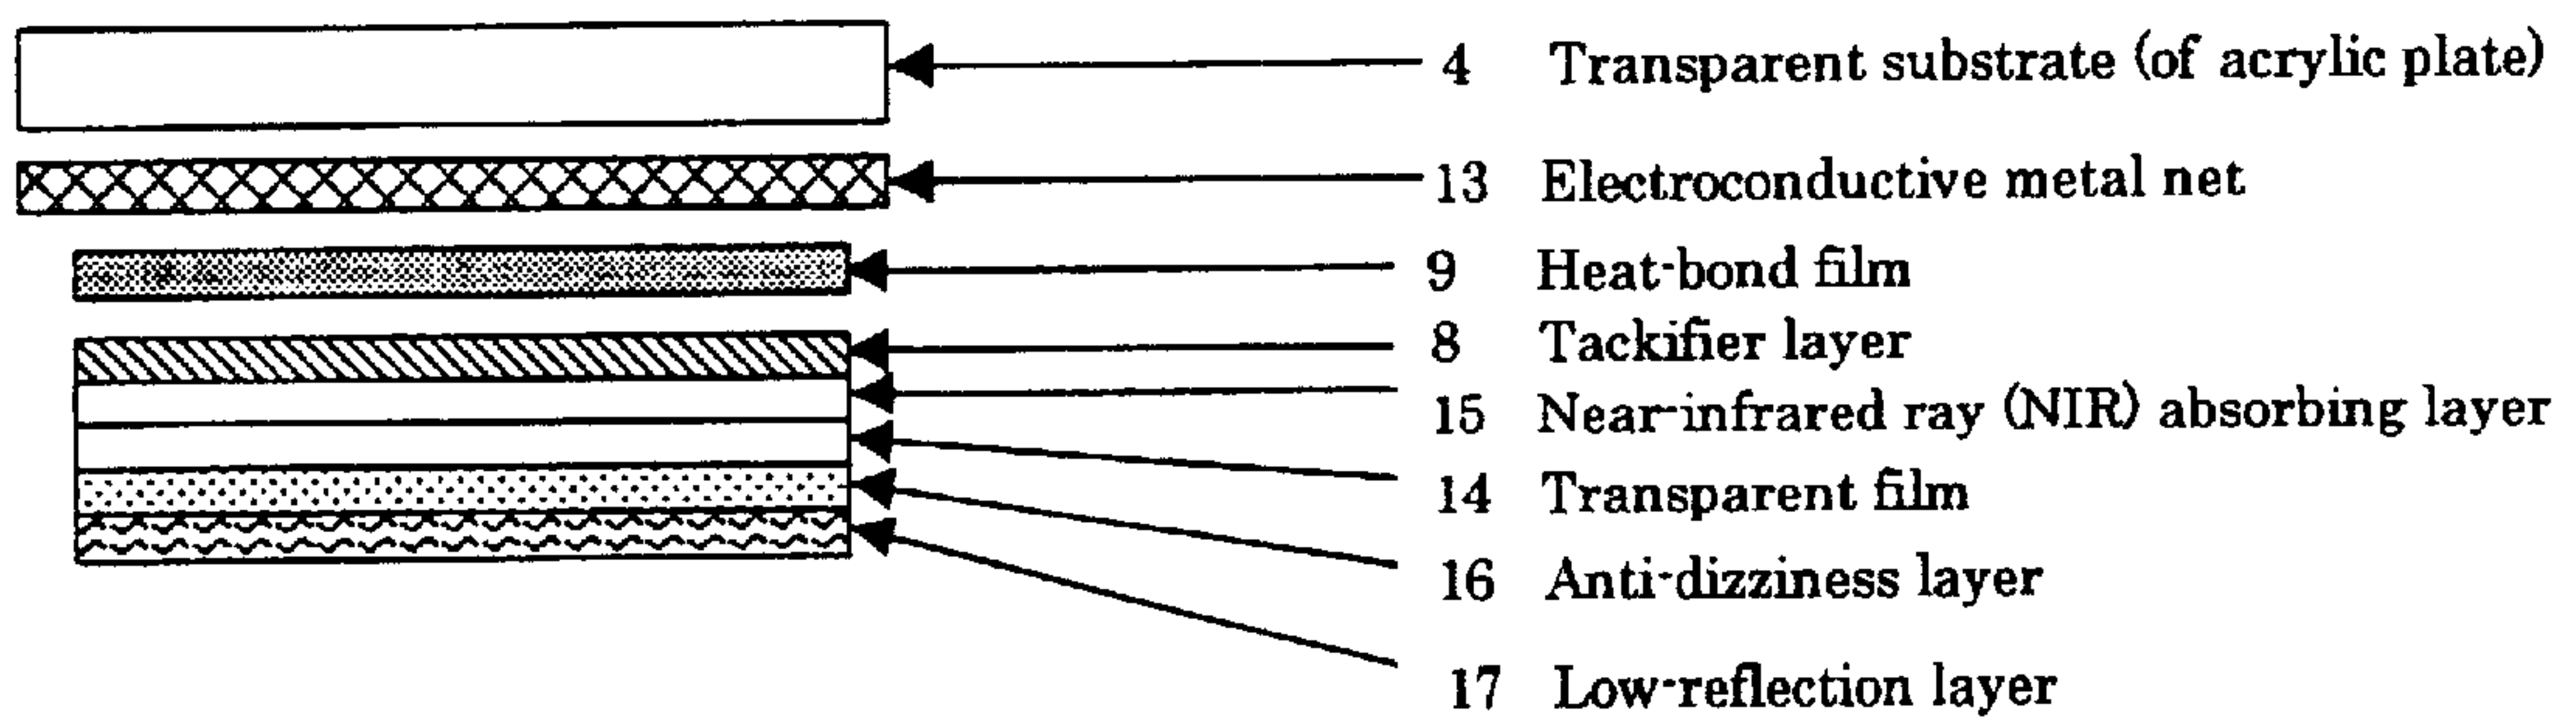 4 Transparent substrate (of acrylic plate)
13 Electroconductive metal net
9 Heat-bond film
8 Tackifier layer
15 Near-infrared ray (NIR) absorbing layer
14 Transparent film
16 Anti-dizziness layer
17 Low-reflection layer